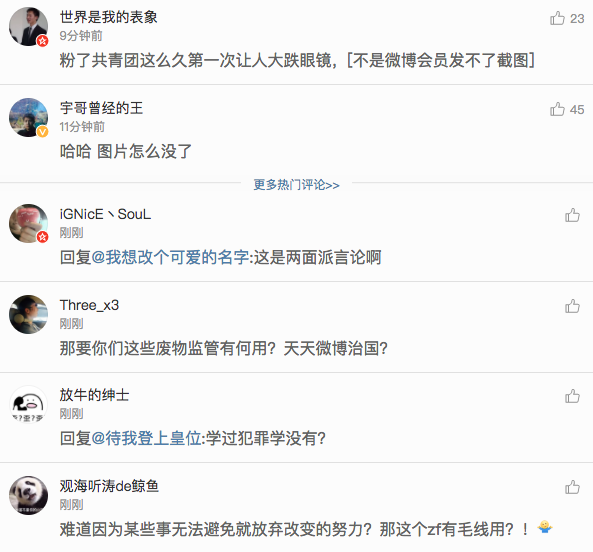 世界是我的表象
23
9分钟前
粉了共青团这么久第一次让人大跌眼镜，[不是微博会员发不了截图]
宇哥曾经的王
45
11分钟前
哈哈 图片怎么没了
更多热门评论>>
iGNicE丶SouL
刚刚
回复@我想改个可爱的名字:这是两面派言论啊
Three_x3
刚刚
那要你们这些废物监管有何用？天天微博治国？
放牛的绅士
刚刚
回复@待我登上皇位:学过犯罪学没有？
观海听涛de鲸鱼
刚刚
难道因为某些事无法避免就放弃改变的努力？那这个zf有毛线用？！